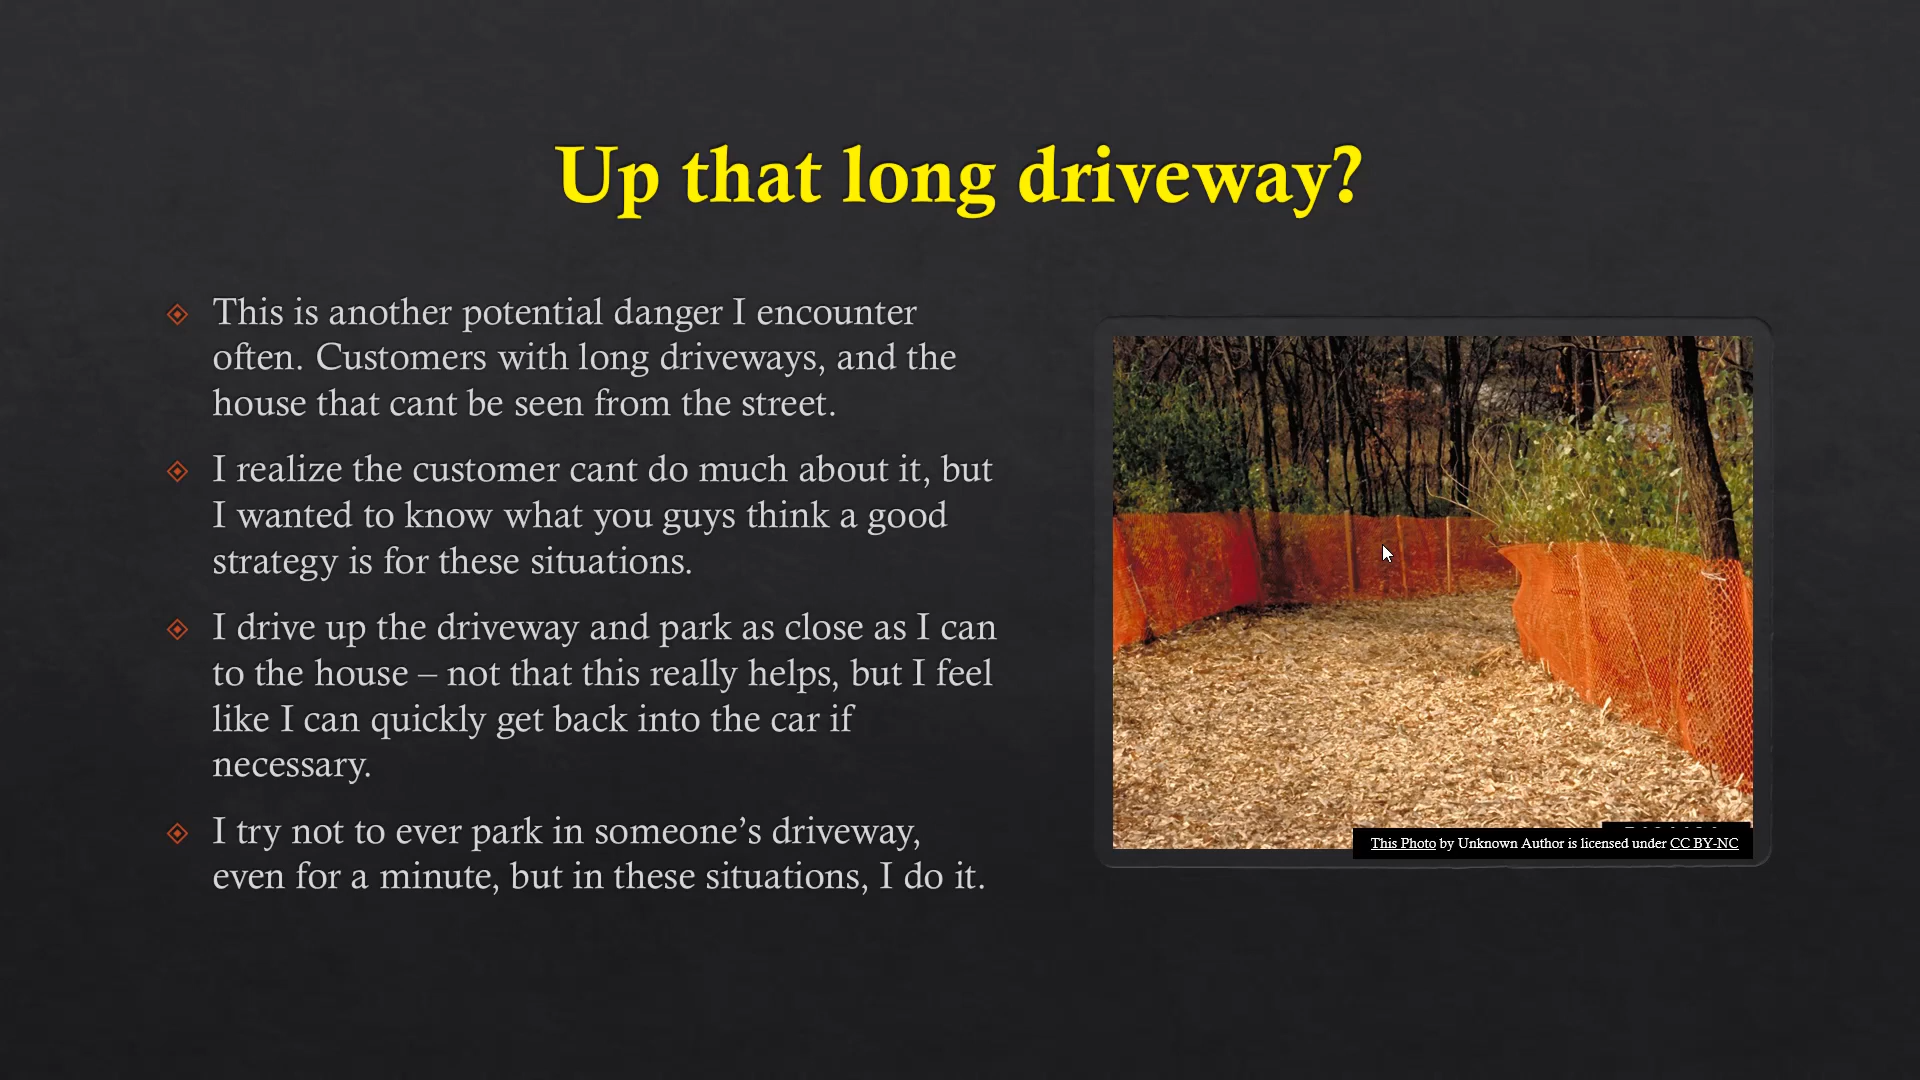 Up that long driveway?
This is another potential danger I encounter
often. Customers with long driveways, and the
house that cant be seen from the street.
I realize the customer cant do much about it, but
I wanted to know what you guys think a good
strategy is for these situations.
I drive up the driveway and park as close as I can
to the house – not that this really helps, but I feel
like I can quickly get back into the car if
necessary.
I try not to ever park in someone’s driveway,
even for a minute, but in these situations, I do it.
This Photo by Unknown Author is licensed under CC BY-NC